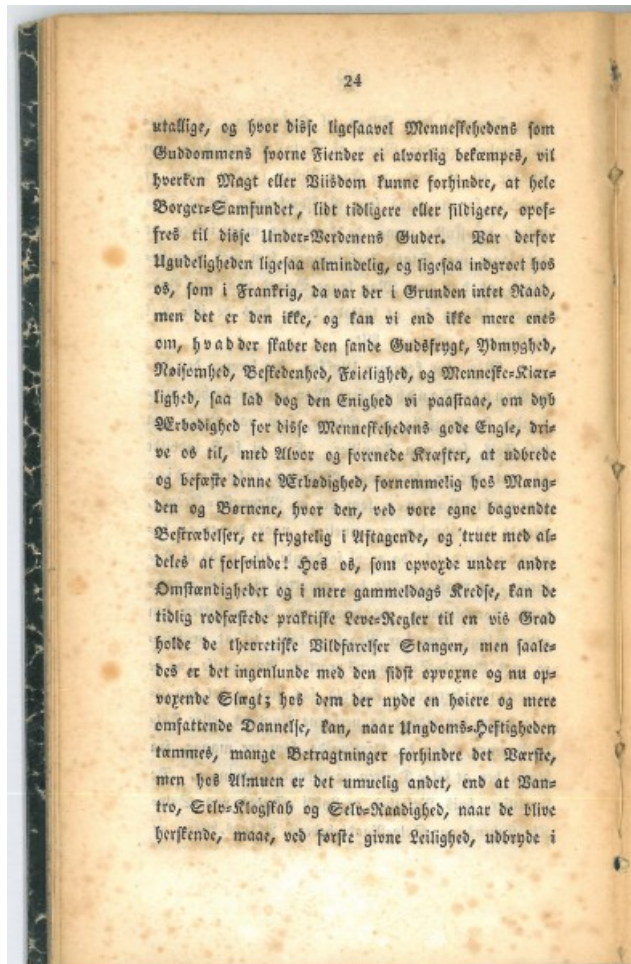 24
utallige, og hvor disse ligesaavel Menneskehedens som
Guddommens svorne Fiender ei alvorlig bekæmpes, vil
hverken Magt eller Viisdom kunne forhindre, at hele
Borger-Samfundet, lidt tidligere eller sildigere, opof-
fres til disse Under-Verdenens Guder. Var derfor
Ugudeligheden ligesaa almindelig, og ligesaa indgroet hos
os, som i Frankrig, da var der i Grunden intet Raad,
men det er den ikke, og kan vi end ikke mere enes
om, hvad der skaber den sande Gudsfrygt, Ydmyghed,
Nøisomhed, Beskedenhed, Føielighed, og Menneske-Kiær-
lighed, saa lad dog den Enighed vi paastaae, om dyb
Ærbødighed for disse Menneskehedens gode Engle, dri-
ve os til, med Alvor og forenede Kræfter, at udbrede
og befæste denne Ærbødighed, fornemmelig hos Mæng-
den og Børnene, hvor den, ved vore egne bagvendte
Bestræbelser, er frygtelig i Aftagende, og truer med al-
deles at forsvinde! Hos os, som opvoxde under andre
Omstændigheder og i mere gammeldags Kredse, kan de
tidlig rodfæstede praktiske Leve-Regler til en vis Grad
holde de theoretiske Vildfarelser Stangen, men saale-
des er det ingenlunde med den sidst opvoxne og nu op-
voxende Slægt; hos dem der nyde en høiere og mere
omfattende Dannelse, kan, naar Ungdoms-Heftigheden
tæmmes, mange Betragtninger forhindre det Værste,
men hos Almuen er det umuelig andet, end at Van-
tro, Selv-Klogskab og Selv-Raadighed, naar de blive
herskende, maae, ved første givne Leilighed, udbryde i